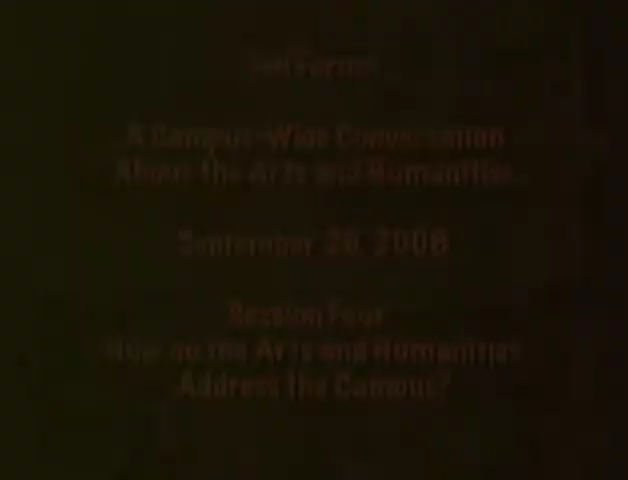 A Campus-Wide Conversation
About the Arts and Humanities
September 26, 2008
Session Four
How do the Arts and Humanities
Address the Campus?